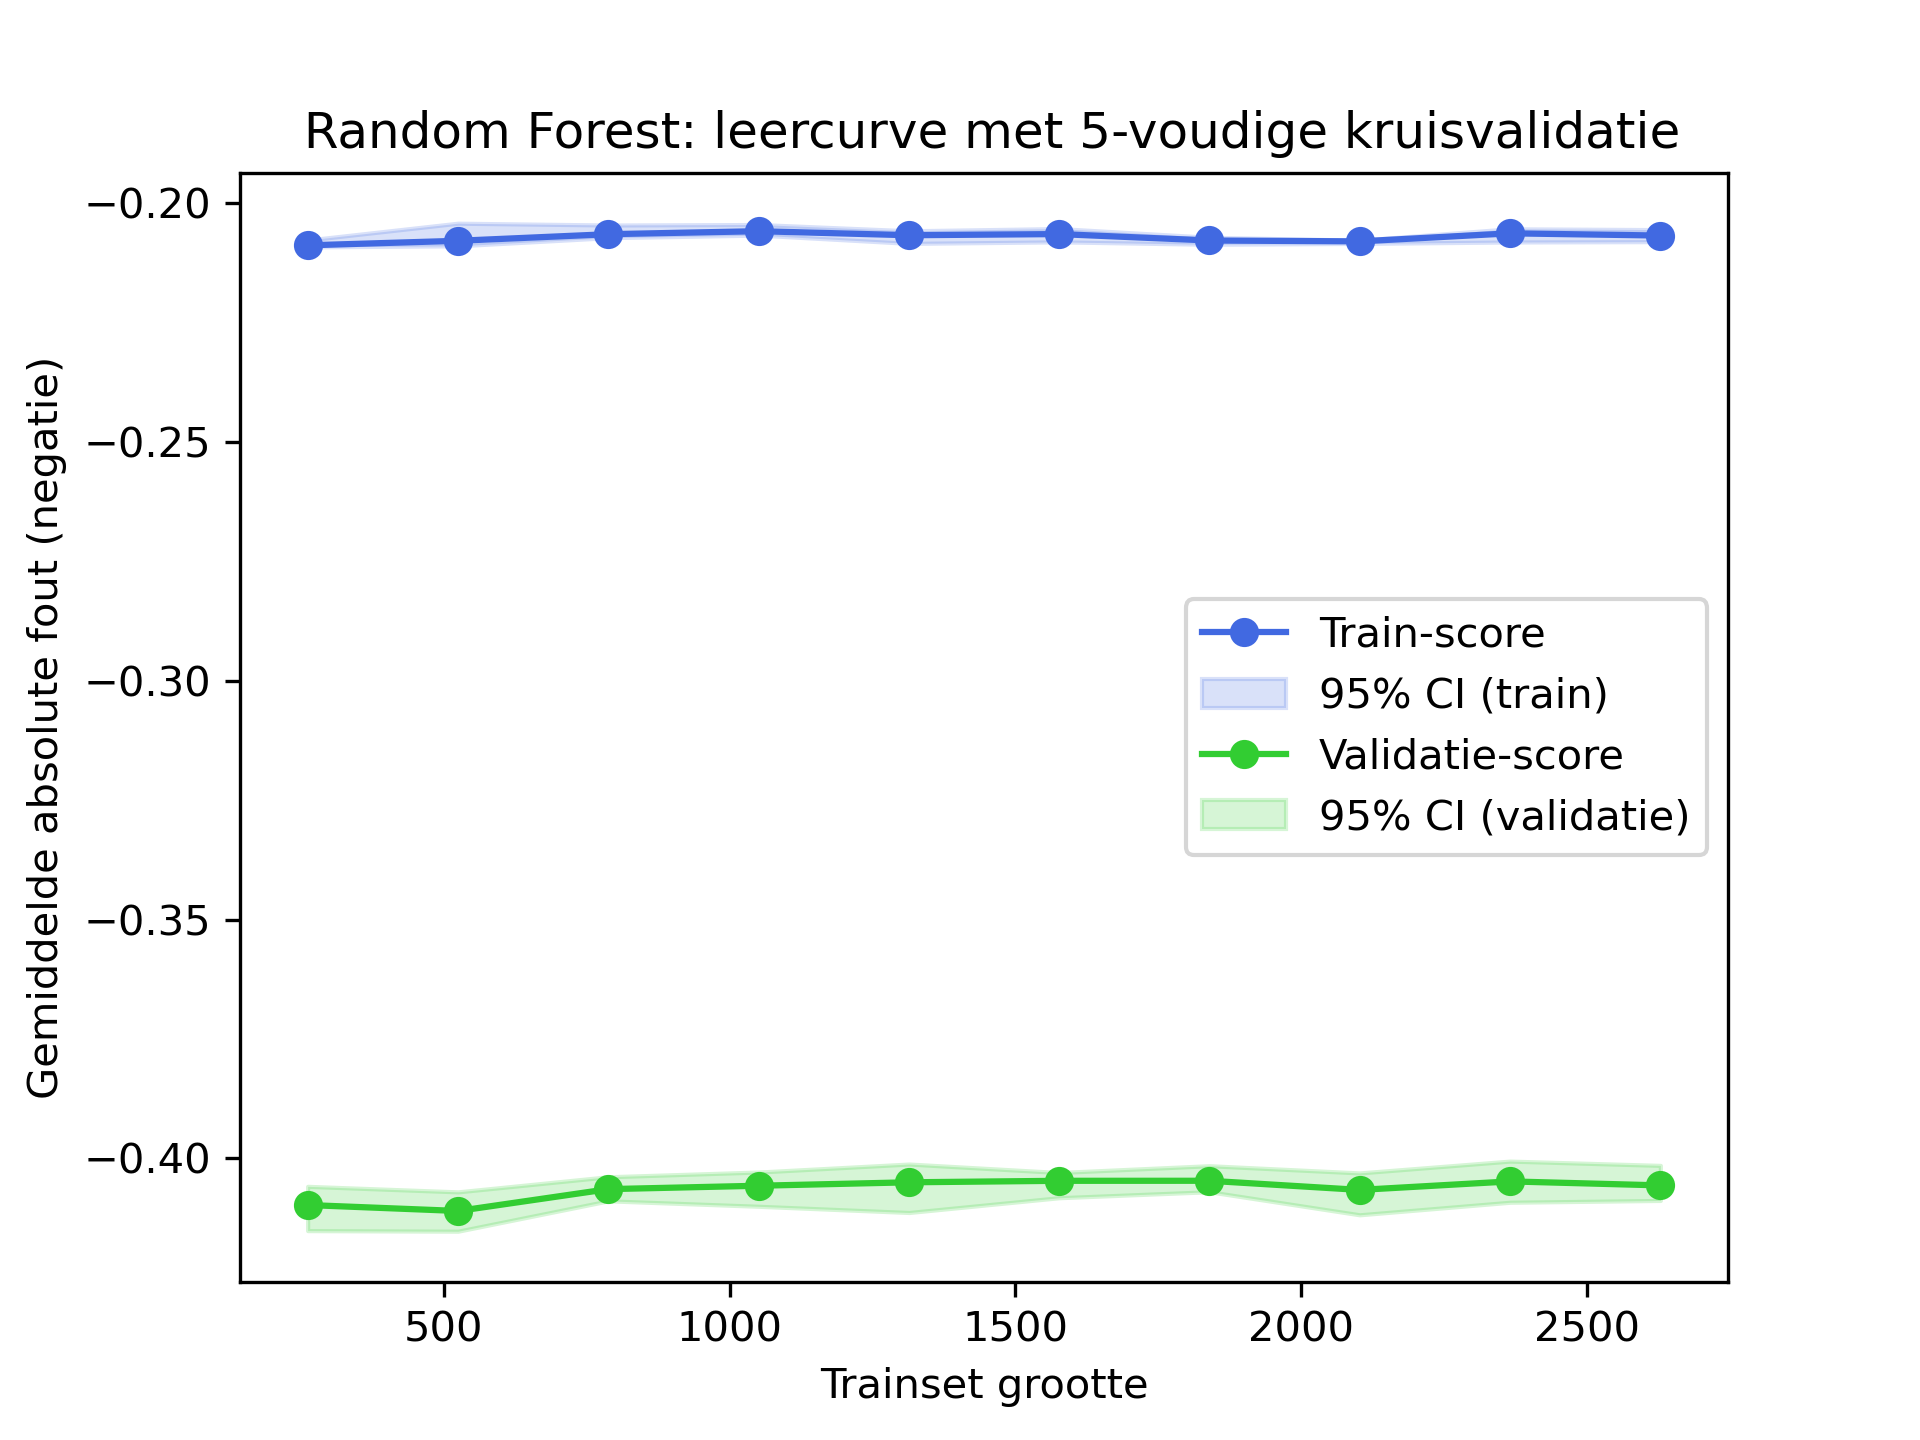 Random Forest: leercurve met 5-voudige kruisvalidatie
Gemiddelde absolute fout (negatie)
−0.20
−0.25
−0.30
−0.35
−0.40
Train-score
95% CI (train)
Validatie-score
95% CI (validatie)
500 1000 1500 2000 2500
Trainset grootte